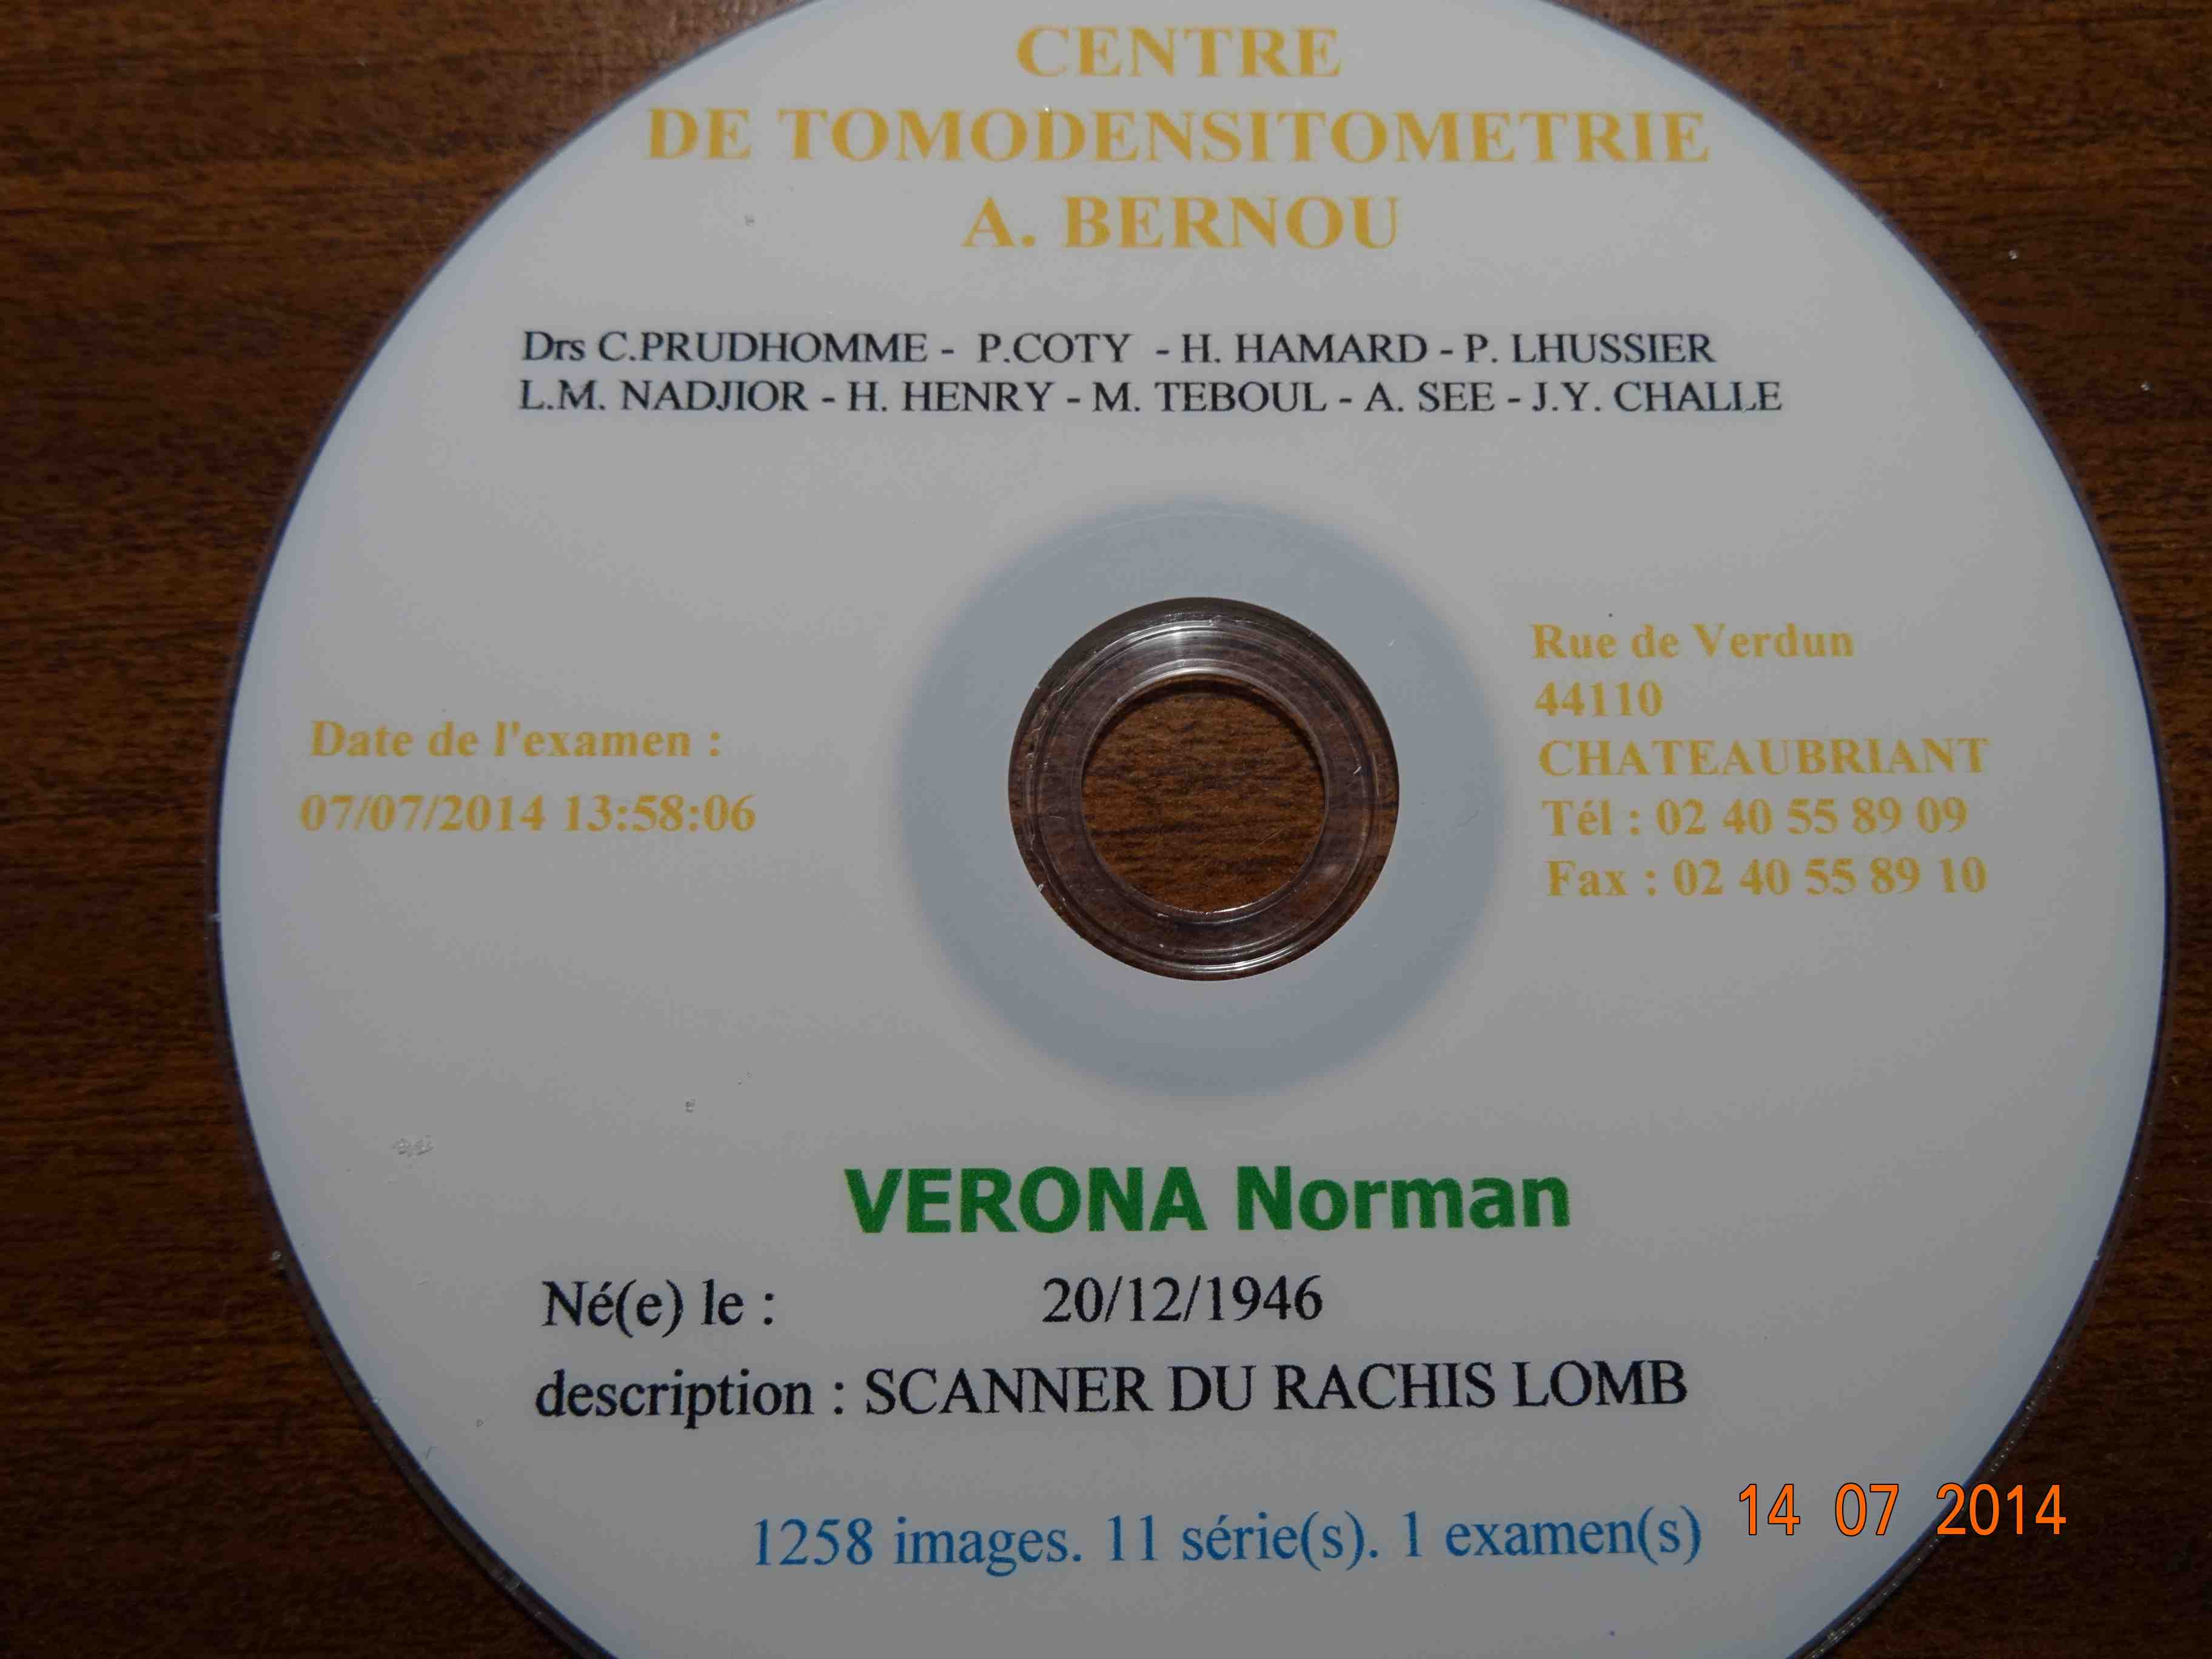 CENTRE
DE TOMODENSITOMETRIE
A. BERNOU
Drs C.PRUDHOMME - P.COTY - H. HAMARD - P. LHUSSIER
L.M. NADJIOR - H. HENRY - M. TEBOUL - A. SEE - J.Y. CHALLE
Date de l'examen :
07/07/2014 13:58:06
Rue de Verdun
44110
CHATEAUBRIANT
Tél : 02 40 55 89 09
Fax : 02 40 55 89 10
VERONA Norman
Né(e) le : 20/12/1946
description : SCANNER DU RACHIS LOMB
1258 images. 11 série(s). 1 examen(s)
14 07 2014